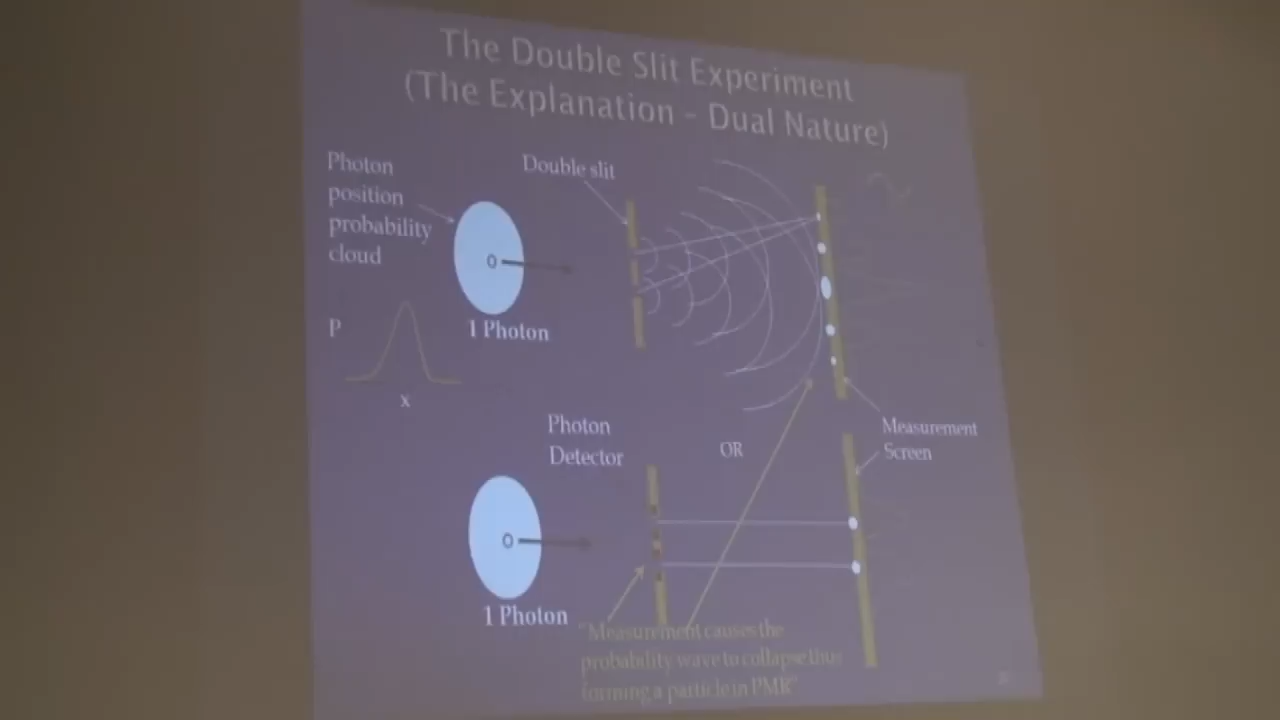 The Double Slit Experiment
(The Explanation – Dual Nature)
Photon
position
probability
cloud
Double slit
O
1 Photon
P
x
Photon
Detector
OR
Measurement
Screen
O
1 Photon
"Measurement causes the
probability wave to collapse thus
forming a particle in PMR"